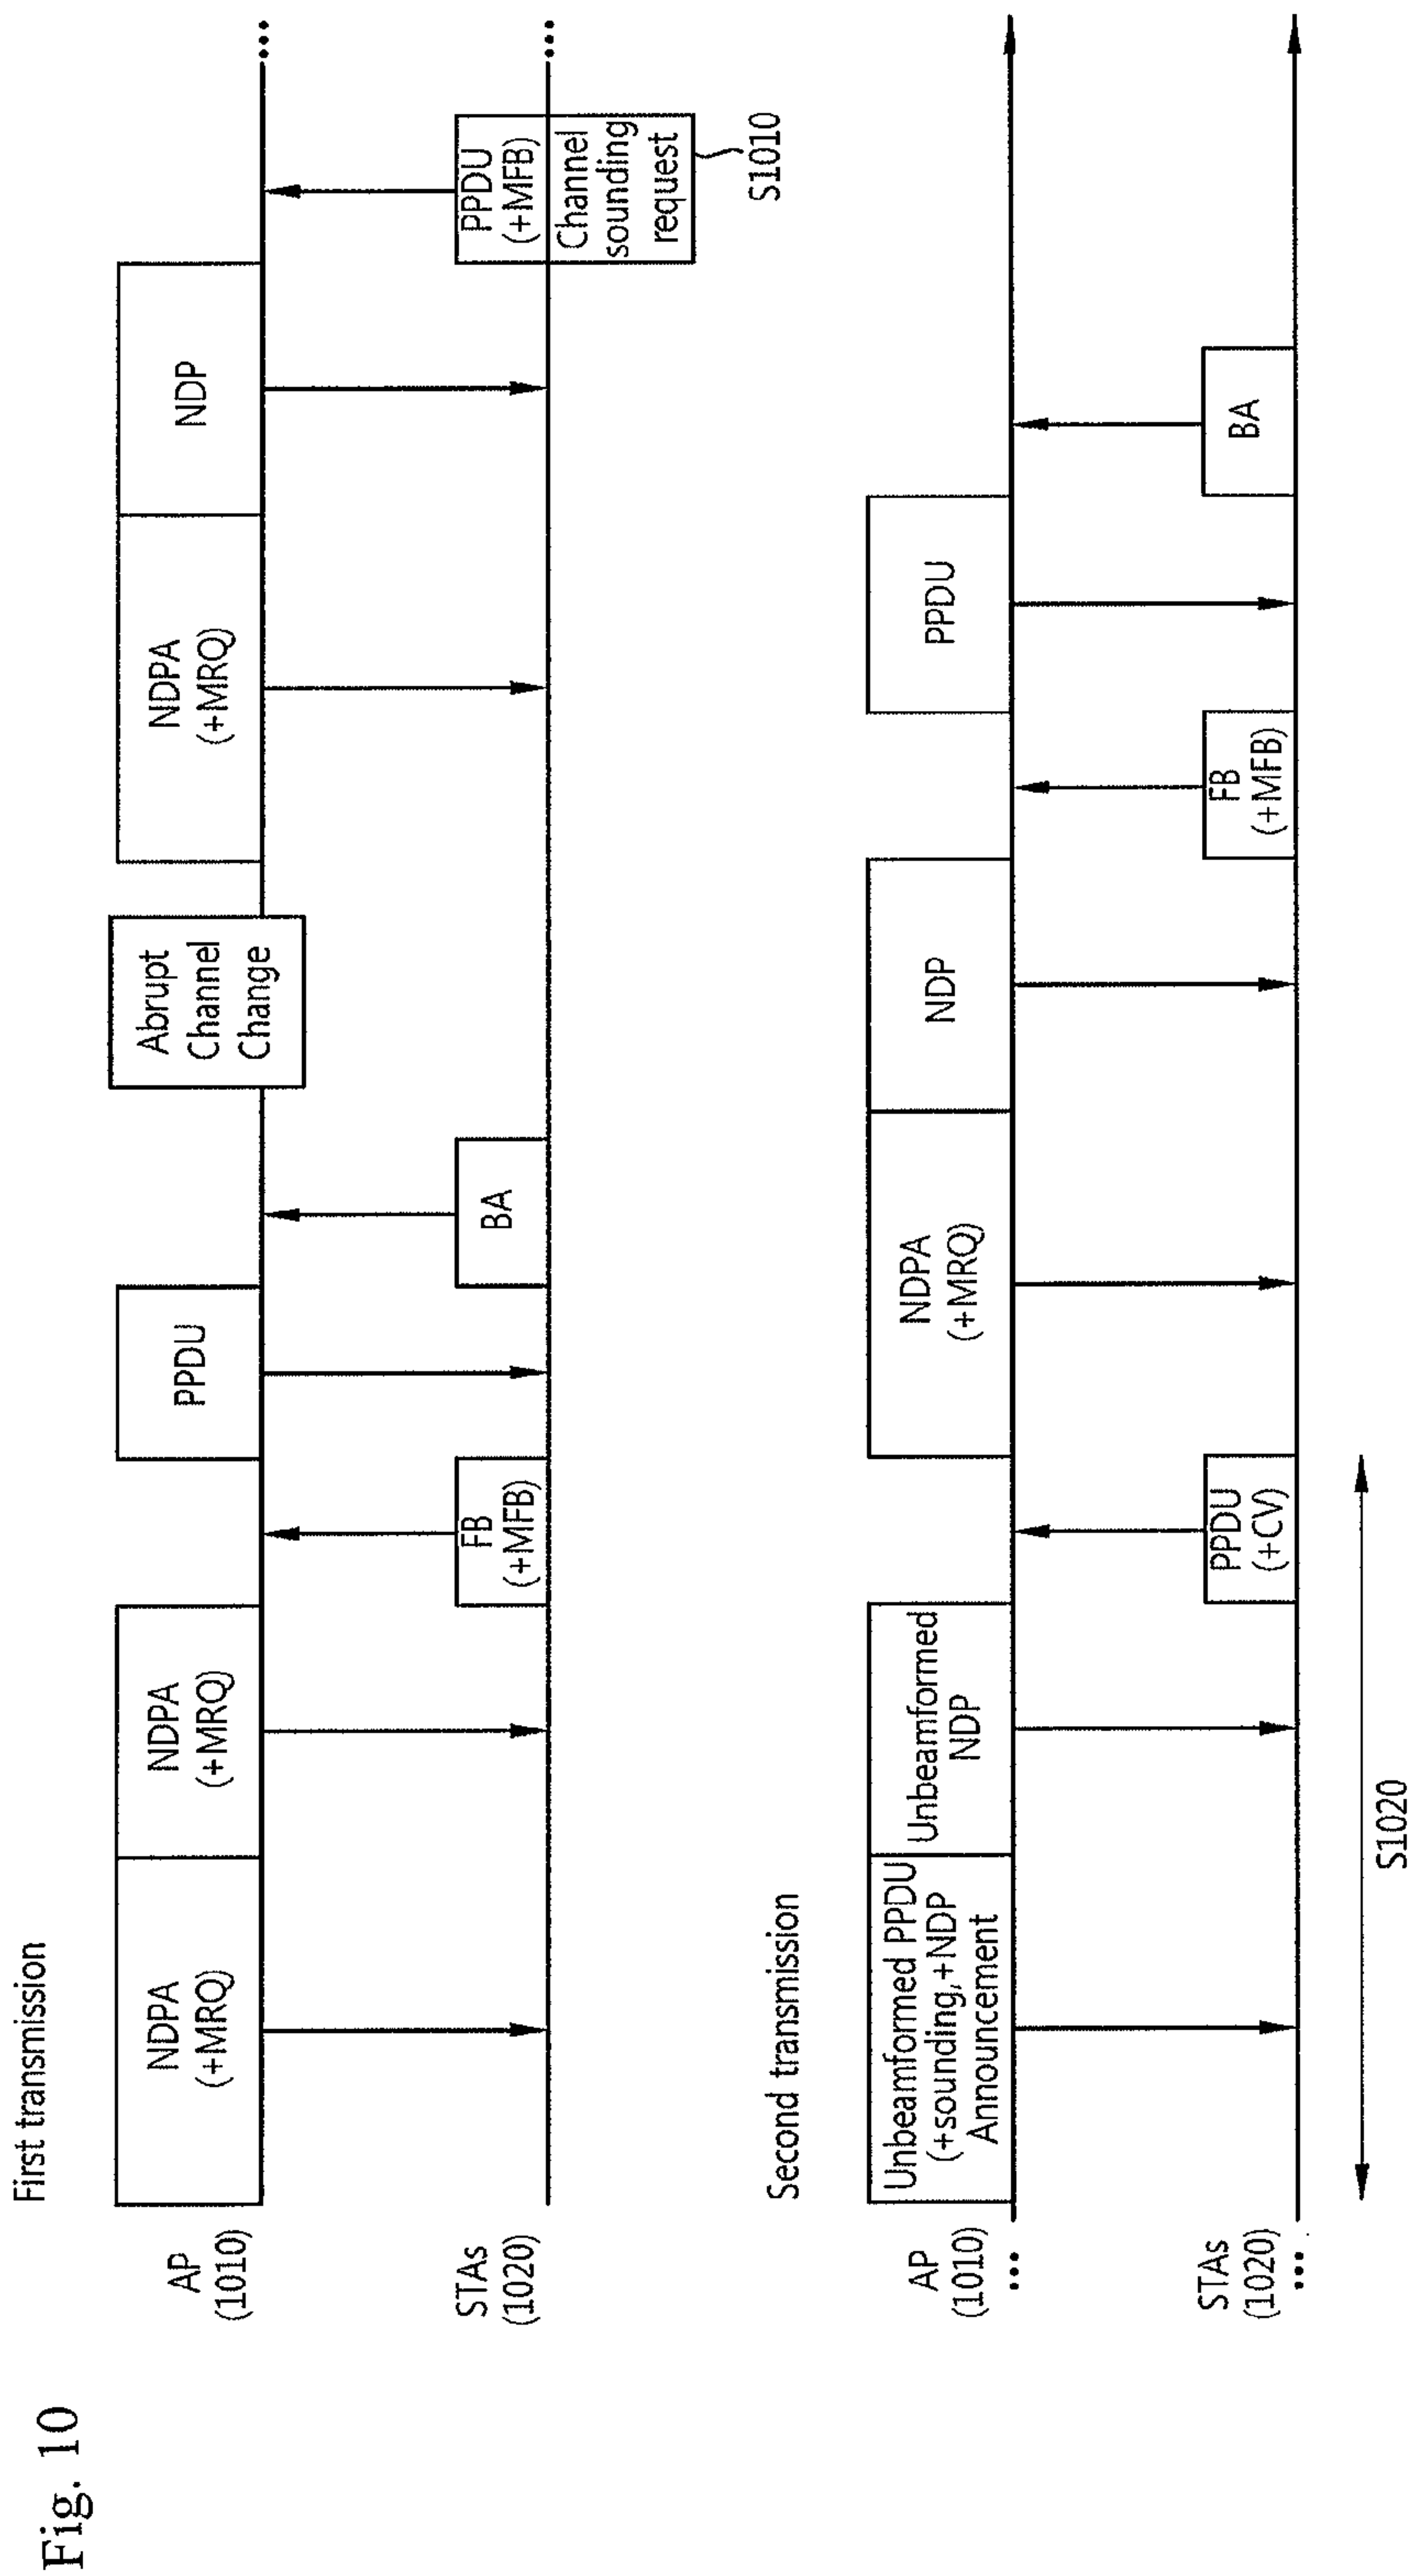 Fig. 10
First transmission
AP
(1010)
NDPA
(+MRQ)
NDPA
(+MRQ)
PPDU
Abrupt
Channel
Change
NDPA
(+MRQ)
NDP
...
STAs
(1020)
FB
(+MFB)
BA
PPDU
(+MFB)
Channel
sounding
request
...
S1010
Second transmission
AP
(1010)
...
Unbeamformed PPDU
(+sounding,+NDP
Announcement
Unbeamformed
NDP
NDPA
(+MRQ)
NDP
PPDU
STAs
(1020)
...
PPDU
(+CV)
FB
(+MFB)
BA
S1020